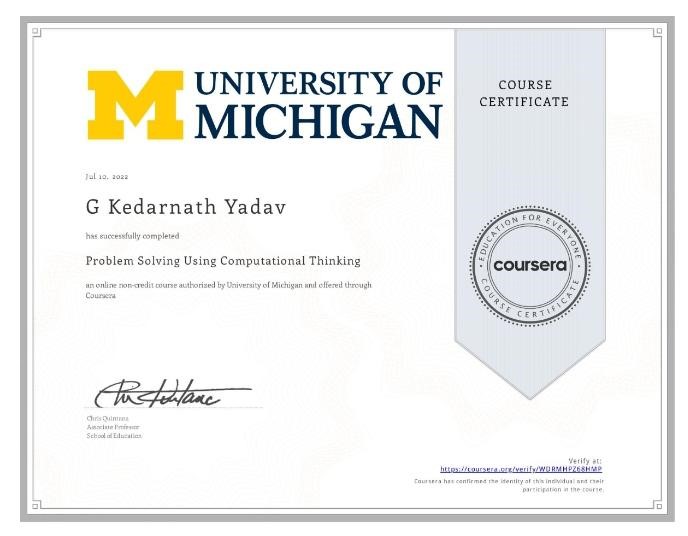 UNIVERSITY OF
MICHIGAN
COURSE
CERTIFICATE
Jul 10, 2022
G Kedarnath Yadav
has successfully completed
Problem Solving Using Computational Thinking
an online non-credit course authorized by University of Michigan and offered through
Coursera
EDUCATION FOR EVERYONE
coursera
COURSE CERTIFICATE
Chris Quintana
Associate Professor
School of Education
Verify at:
https://coursera.org/verify/WDRMHPZ68HMP
Coursera has confirmed the identity of this individual and their
participation in the course.